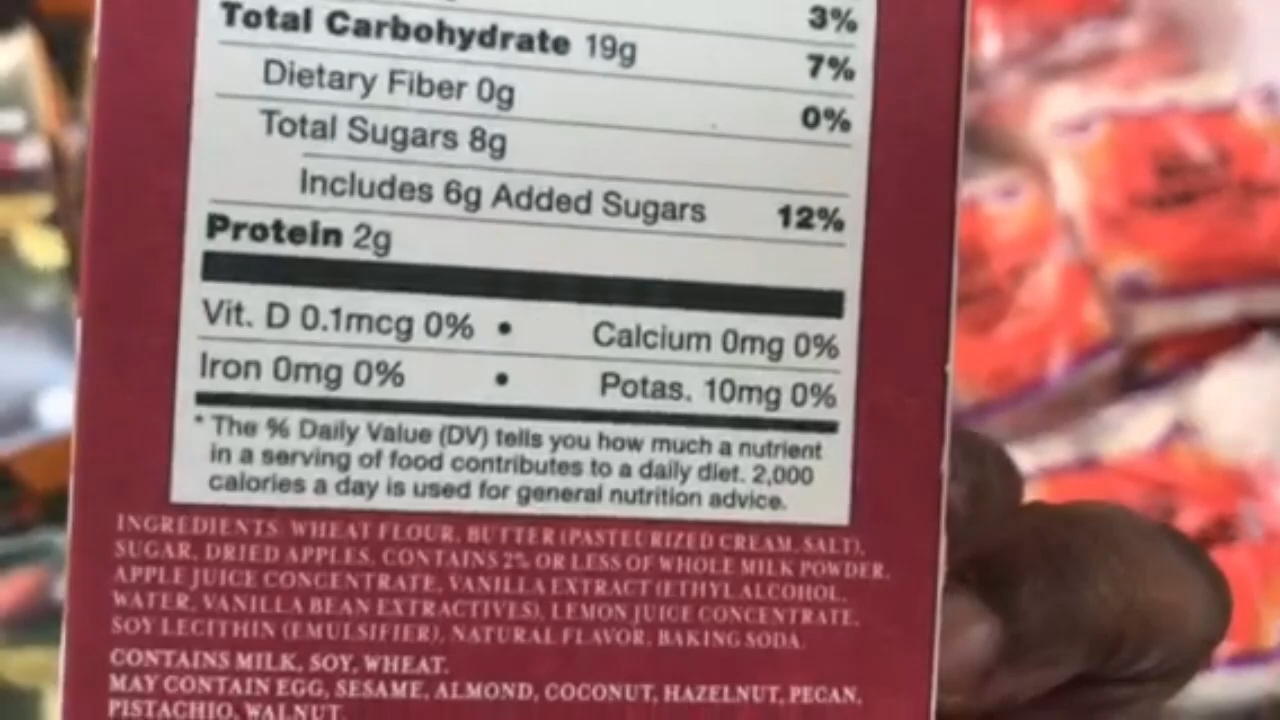 3%
Total Carbohydrate 19g 7%
Dietary Fiber 0g 0%
Total Sugars 8g
Includes 6g Added Sugars 12%
Protein 2g
Vit. D 0.1mcg 0% • Calcium 0mg 0%
Iron 0mg 0% • Potas. 10mg 0%
* The % Daily Value (DV) tells you how much a nutrient
in a serving of food contributes to a daily diet. 2,000
calories a day is used for general nutrition advice.
INGREDIENTS: WHEAT FLOUR, BUTTER (PASTEURIZED CREAM, SALT),
SUGAR, DRIED APPLES, CONTAINS 2% OR LESS OF WHOLE MILK POWDER,
APPLE JUICE CONCENTRATE, VANILLA EXTRACT (ETHYL ALCOHOL,
WATER, VANILLA BEAN EXTRACTIVES), LEMON JUICE CONCENTRATE,
SOY LECITHIN (EMULSIFIER), NATURAL FLAVOR, BAKING SODA.
CONTAINS MILK, SOY, WHEAT.
MAY CONTAIN EGG, SESAME, ALMOND, COCONUT, HAZELNUT, PECAN,
PISTACHIO, WALNUT.